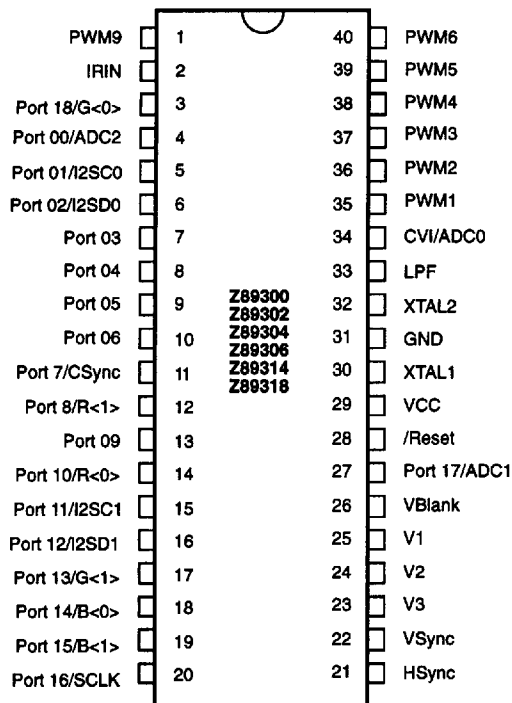 PWM9 1 40 PWM6
IRIN 2 39 PWM5
Port 18/G<0> 3 38 PWM4
Port 00/ADC2 4 37 PWM3
Port 01/I2SC0 5 36 PWM2
Port 02/I2SD0 6 35 PWM1
Port 03 7 34 CVI/ADC0
Port 04 8 33 LPF
Port 05 9 Z89300 32 XTAL2
Z89302
Port 06 10 Z89304 31 GND
Z89306
Port 7/CSync 11 Z89314 30 XTAL1
Z89318
Port 8/R<1> 12 29 VCC
Port 09 13 28 /Reset
Port 10/R<0> 14 27 Port 17/ADC1
Port 11/I2SC1 15 26 VBlank
Port 12/I2SD1 16 25 V1
Port 13/G<1> 17 24 V2
Port 14/B<0> 18 23 V3
Port 15/B<1> 19 22 VSync
Port 16/SCLK 20 21 HSync